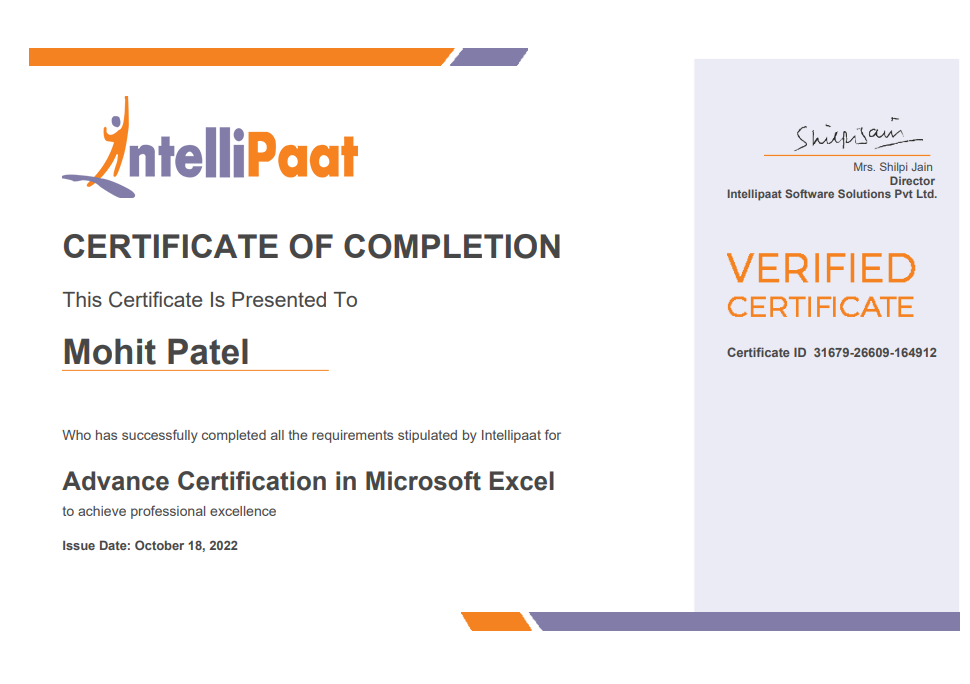 IntelliPaat
CERTIFICATE OF COMPLETION
This Certificate Is Presented To
Mohit Patel
Who has successfully completed all the requirements stipulated by Intellipaat for
Advance Certification in Microsoft Excel
to achieve professional excellence
Issue Date: October 18, 2022
Shilpi Jain
Mrs. Shilpi Jain
Director
Intellipaat Software Solutions Pvt Ltd.
VERIFIED
CERTIFICATE
Certificate ID 31679-26609-164912